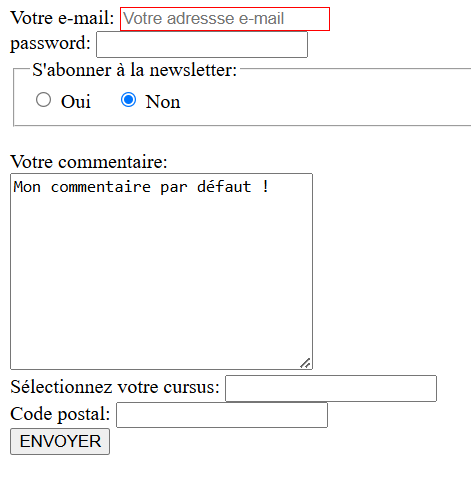 Votre e-mail: Votre adressse e-mail
password:
S'abonner à la newsletter:
Oui Non
Votre commentaire:
Mon commentaire par défaut !
Sélectionnez votre cursus:
Code postal:
ENVOYER